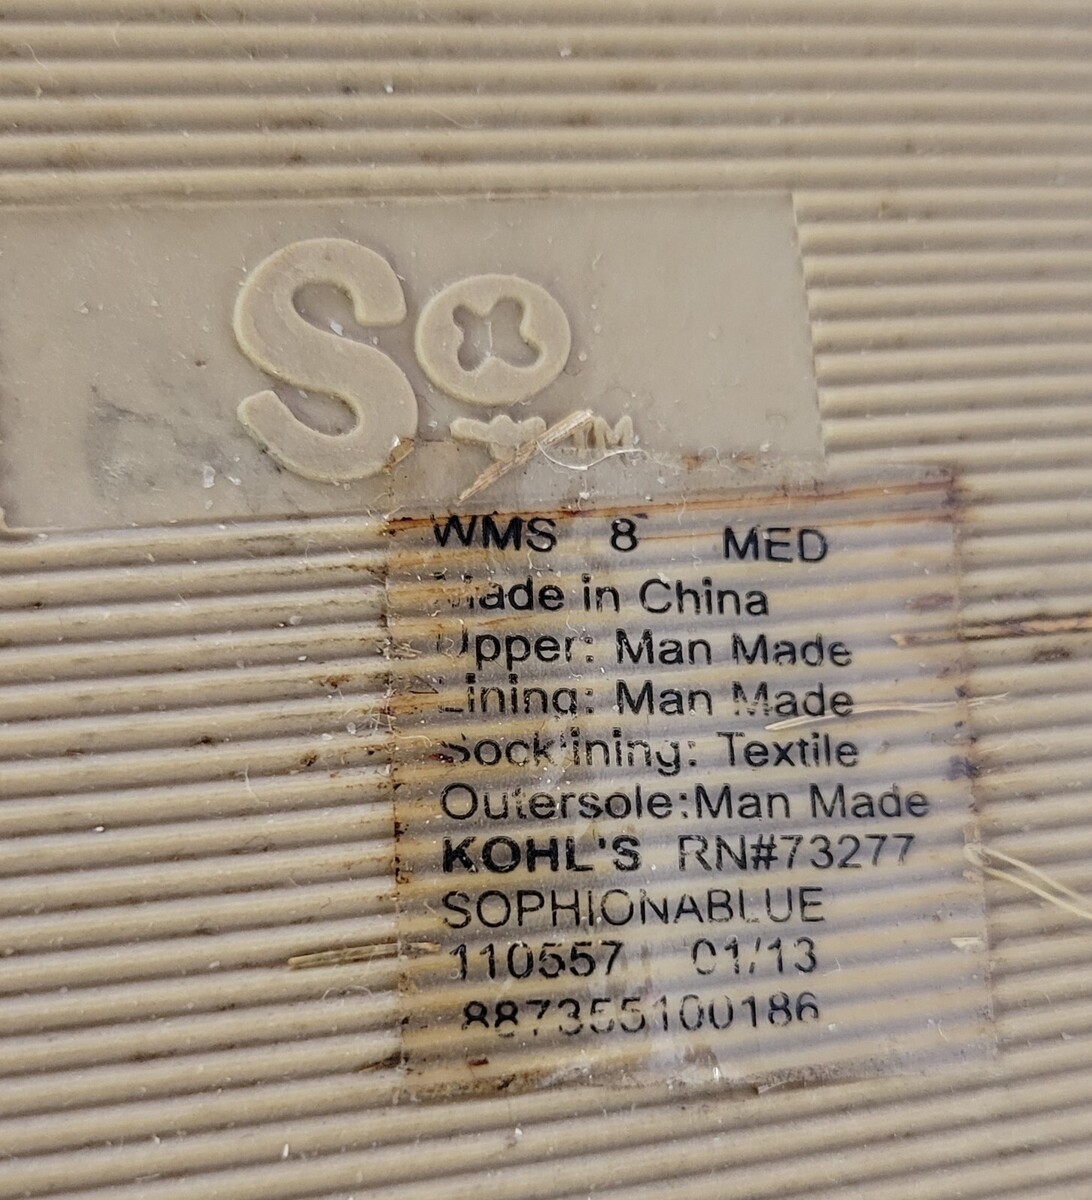 So
WMS 8 MED
Made in China
Upper: Man Made
Lining: Man Made
Socklining: Textile
Outersole:Man Made
KOHL'S RN#73277
SOPHIONABLUE
110557 01/13
887355100186